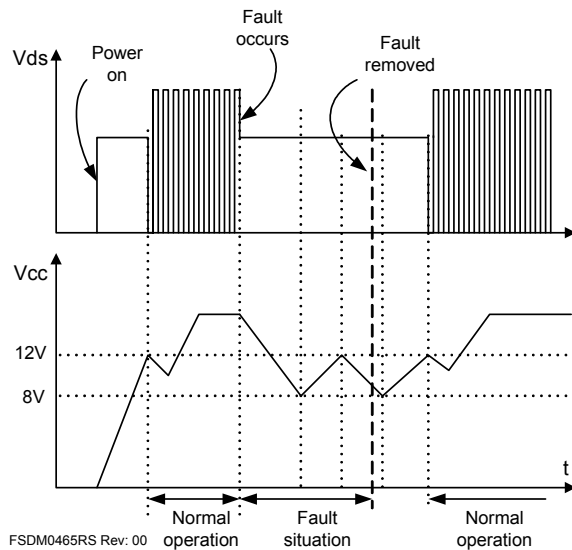 Vds
Power
on
Fault
occurs
Fault
removed
Vcc
12V
8V
t
Normal
operation
Fault
situation
Normal
operation
FSDM0465RS Rev: 00